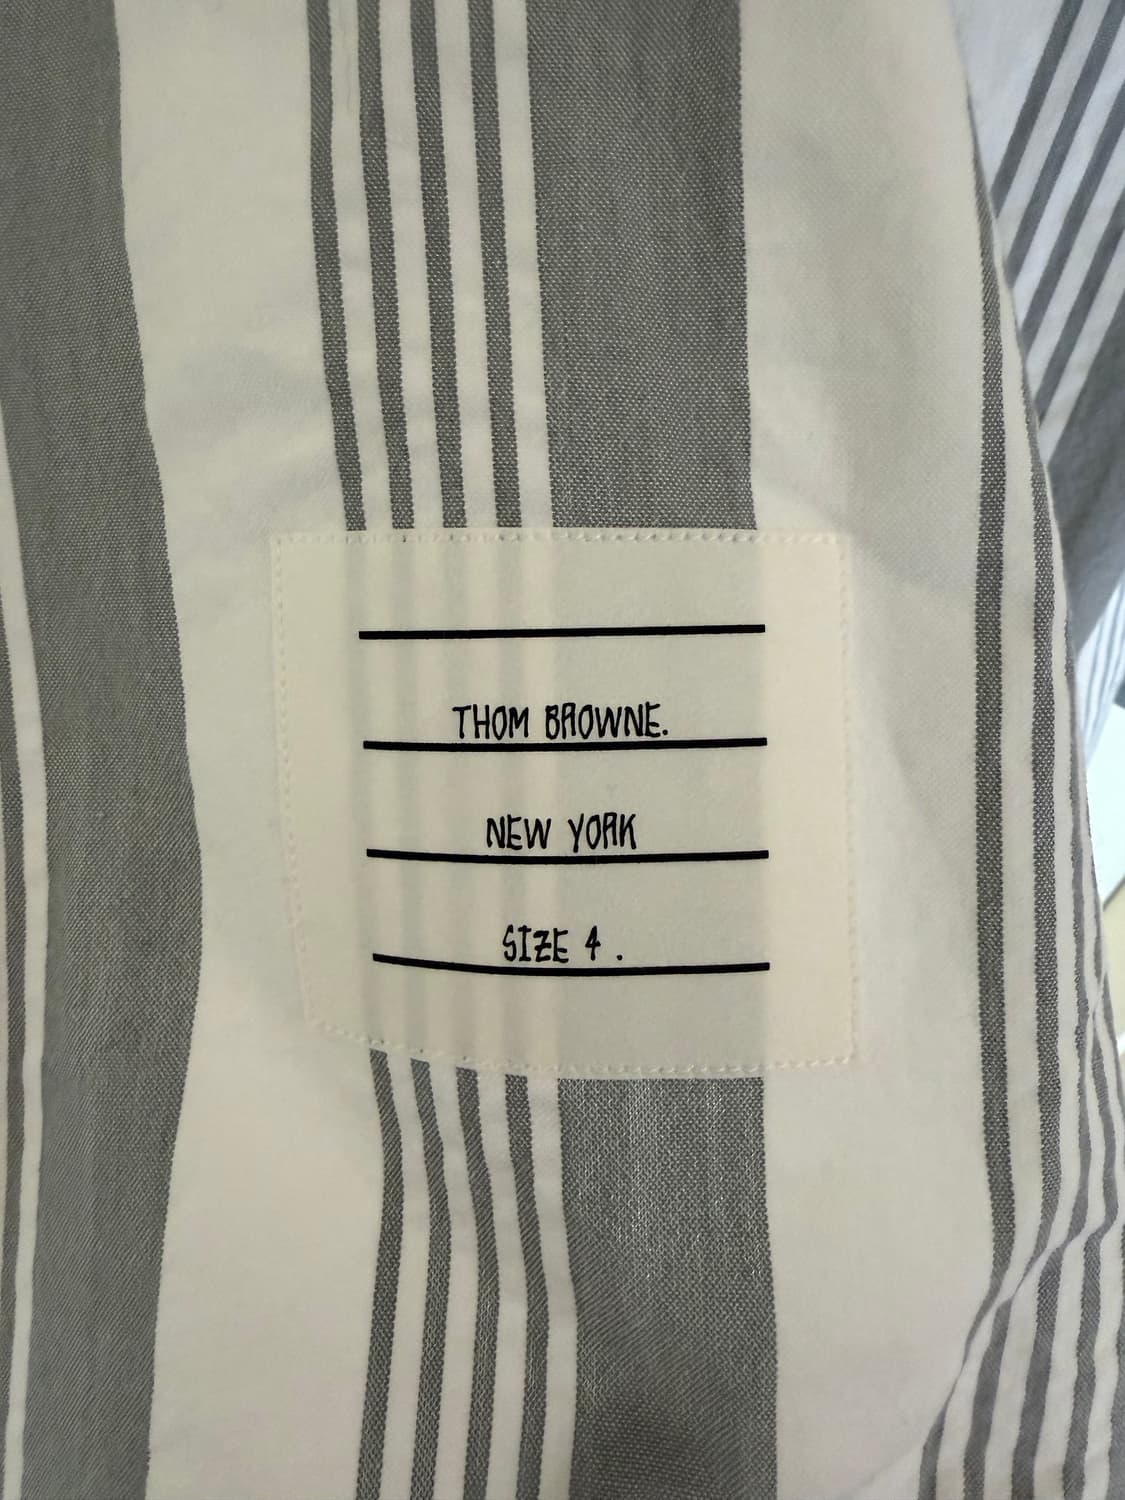 THOM BROWNE.
NEW YORK
SIZE 4 .